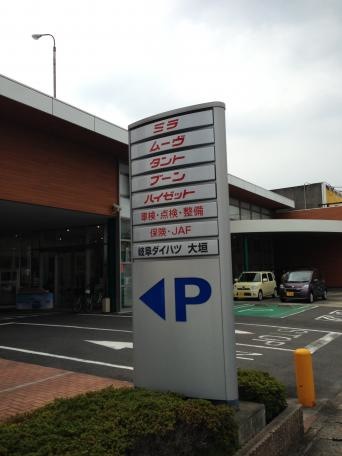 ミラ
ムーヴ
タント
ブーン
ハイゼット
車検・点検・整備
保険・JAF
岐阜ダイハツ 大垣
P